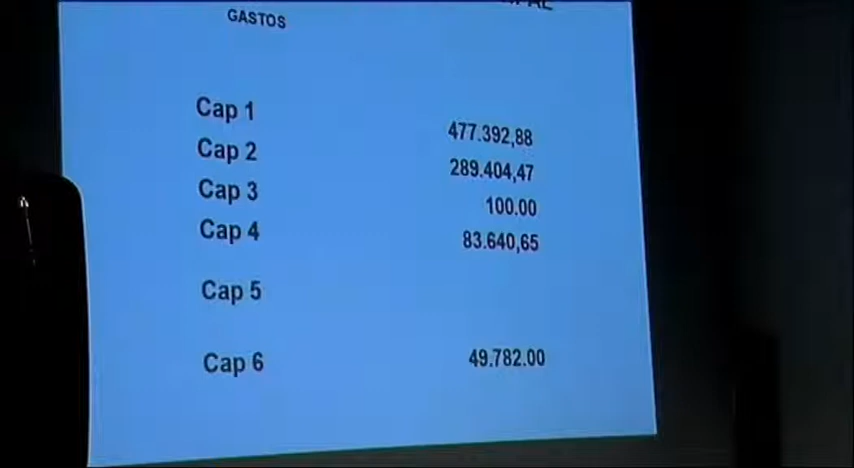 GASTOS
Cap 1 477.392,88
Cap 2 289.404,47
Cap 3 100.00
Cap 4 83.640,65
Cap 5
Cap 6 49.782.00